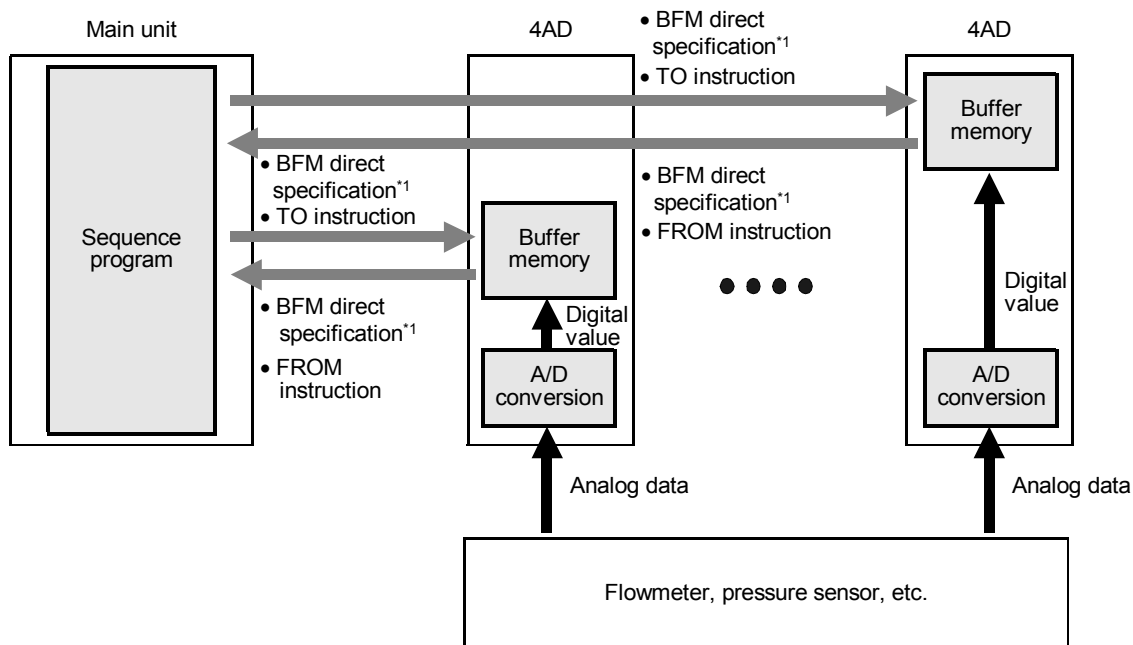 Main unit
4AD
• BFM direct
specification*1
• TO instruction
4AD
Buffer
memory
• BFM direct
specification*1
• TO instruction
• BFM direct
specification*1
• FROM instruction
Sequence
program
Buffer
memory
Digital
value
• BFM direct
specification*1
• FROM
instruction
Digital
value
A/D
conversion
A/D
conversion
Analog data
Analog data
Flowmeter, pressure sensor, etc.